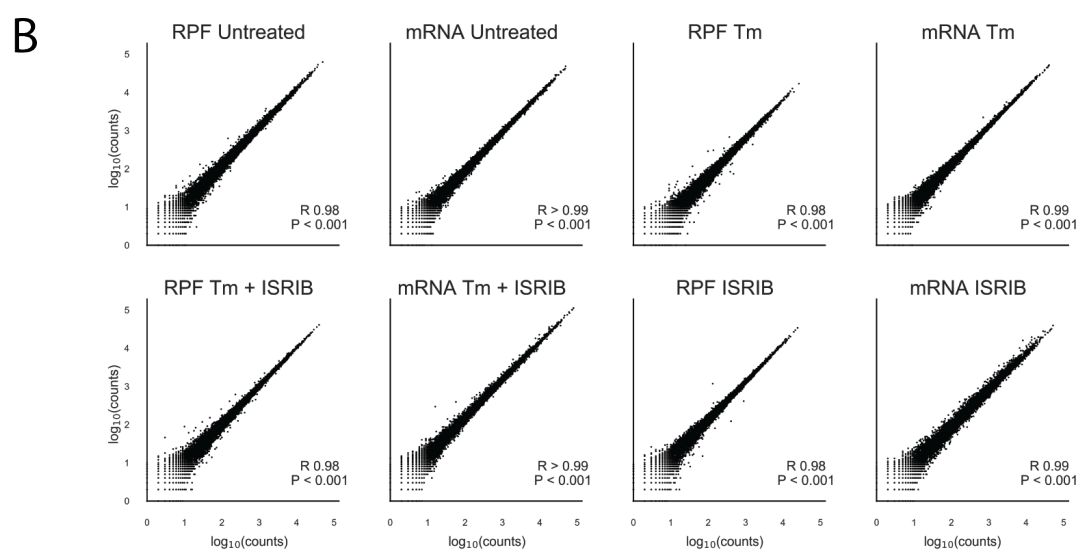 B
RPF Untreated
mRNA Untreated
RPF Tm
mRNA Tm
log10(counts)
5
4
3
2
1
0
R 0.98
P < 0.001
R > 0.99
P < 0.001
R 0.98
P < 0.001
R 0.99
P < 0.001
RPF Tm + ISRIB
mRNA Tm + ISRIB
RPF ISRIB
mRNA ISRIB
log10(counts)
5
4
3
2
1
0
R 0.98
P < 0.001
R > 0.99
P < 0.001
R 0.98
P < 0.001
R 0.99
P < 0.001
0 1 2 3 4 5
0 1 2 3 4 5
0 1 2 3 4 5
0 1 2 3 4 5
log10(counts)
log10(counts)
log10(counts)
log10(counts)